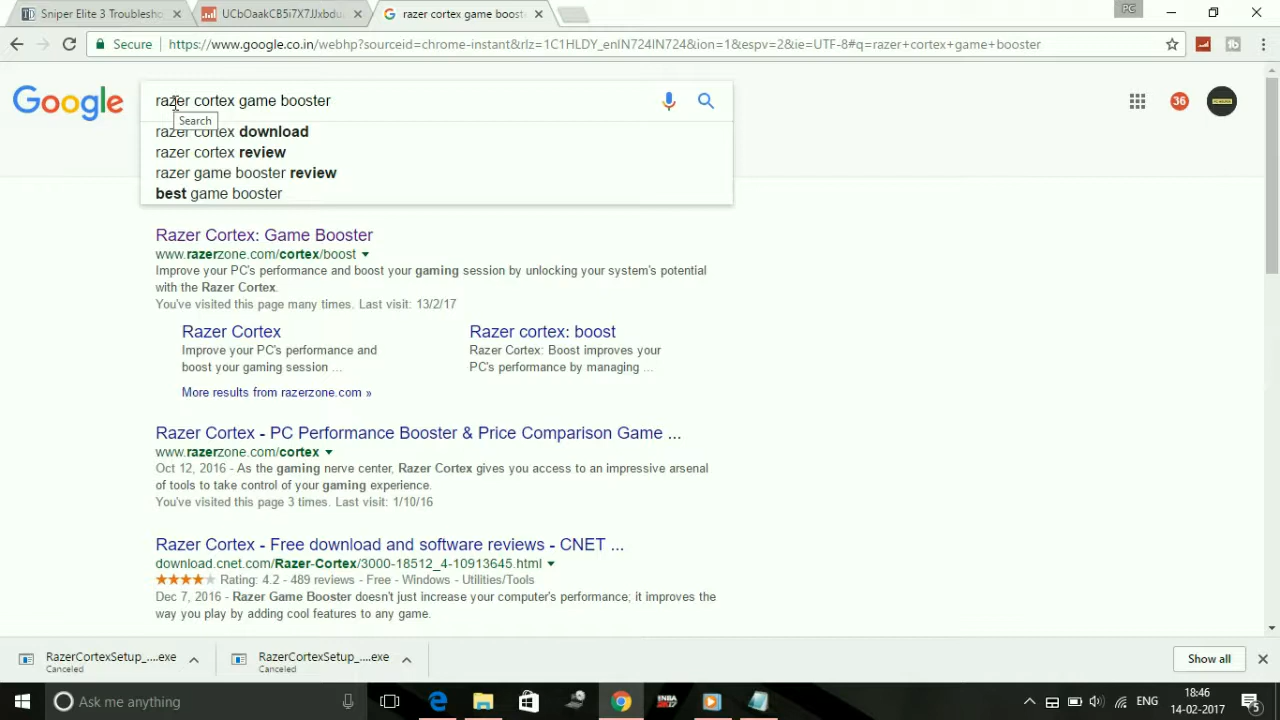 Sniper Elite 3 Troublesho
UCbOaakCB5i7X7JJxbdu
razer cortex game boost
PC
Secure
https://www.google.co.in/webhp?sourceid=chrome-instant&rlz=1C1HLDY_enIN724IN724&ion=1&espv=2&ie=UTF-8#q=razer+cortex+game+booster
Google
razer cortex game booster
36
Search
razer cortex download
razer cortex review
razer game booster review
best game booster
Razer Cortex: Game Booster
www.razerzone.com/cortex/boost
Improve your PC's performance and boost your gaming session by unlocking your system's potential
with the Razer Cortex.
You've visited this page many times. Last visit: 13/2/17
Razer Cortex
Improve your PC's performance and
boost your gaming session ...
Razer cortex: boost
Razer Cortex: Boost improves your
PC's performance by managing ...
More results from razerzone.com »
Razer Cortex - PC Performance Booster & Price Comparison Game ...
www.razerzone.com/cortex
Oct 12, 2016 - As the gaming nerve center, Razer Cortex gives you access to an impressive arsenal
of tools to take control of your gaming experience.
You've visited this page 3 times. Last visit: 1/10/16
Razer Cortex - Free download and software reviews - CNET ...
download.cnet.com/Razer-Cortex/3000-18512_4-10913645.html
Rating: 4.2 - 489 reviews - Free - Windows - Utilities/Tools
Dec 7, 2016 - Razer Game Booster doesn't just increase your computer's performance; it improves the
way you play by adding cool features to any game.
RazerCortexSetup_....exe
Canceled
RazerCortexSetup_....exe
Canceled
Show all
Ask me anything
ENG
18:46
14-02-2017
5